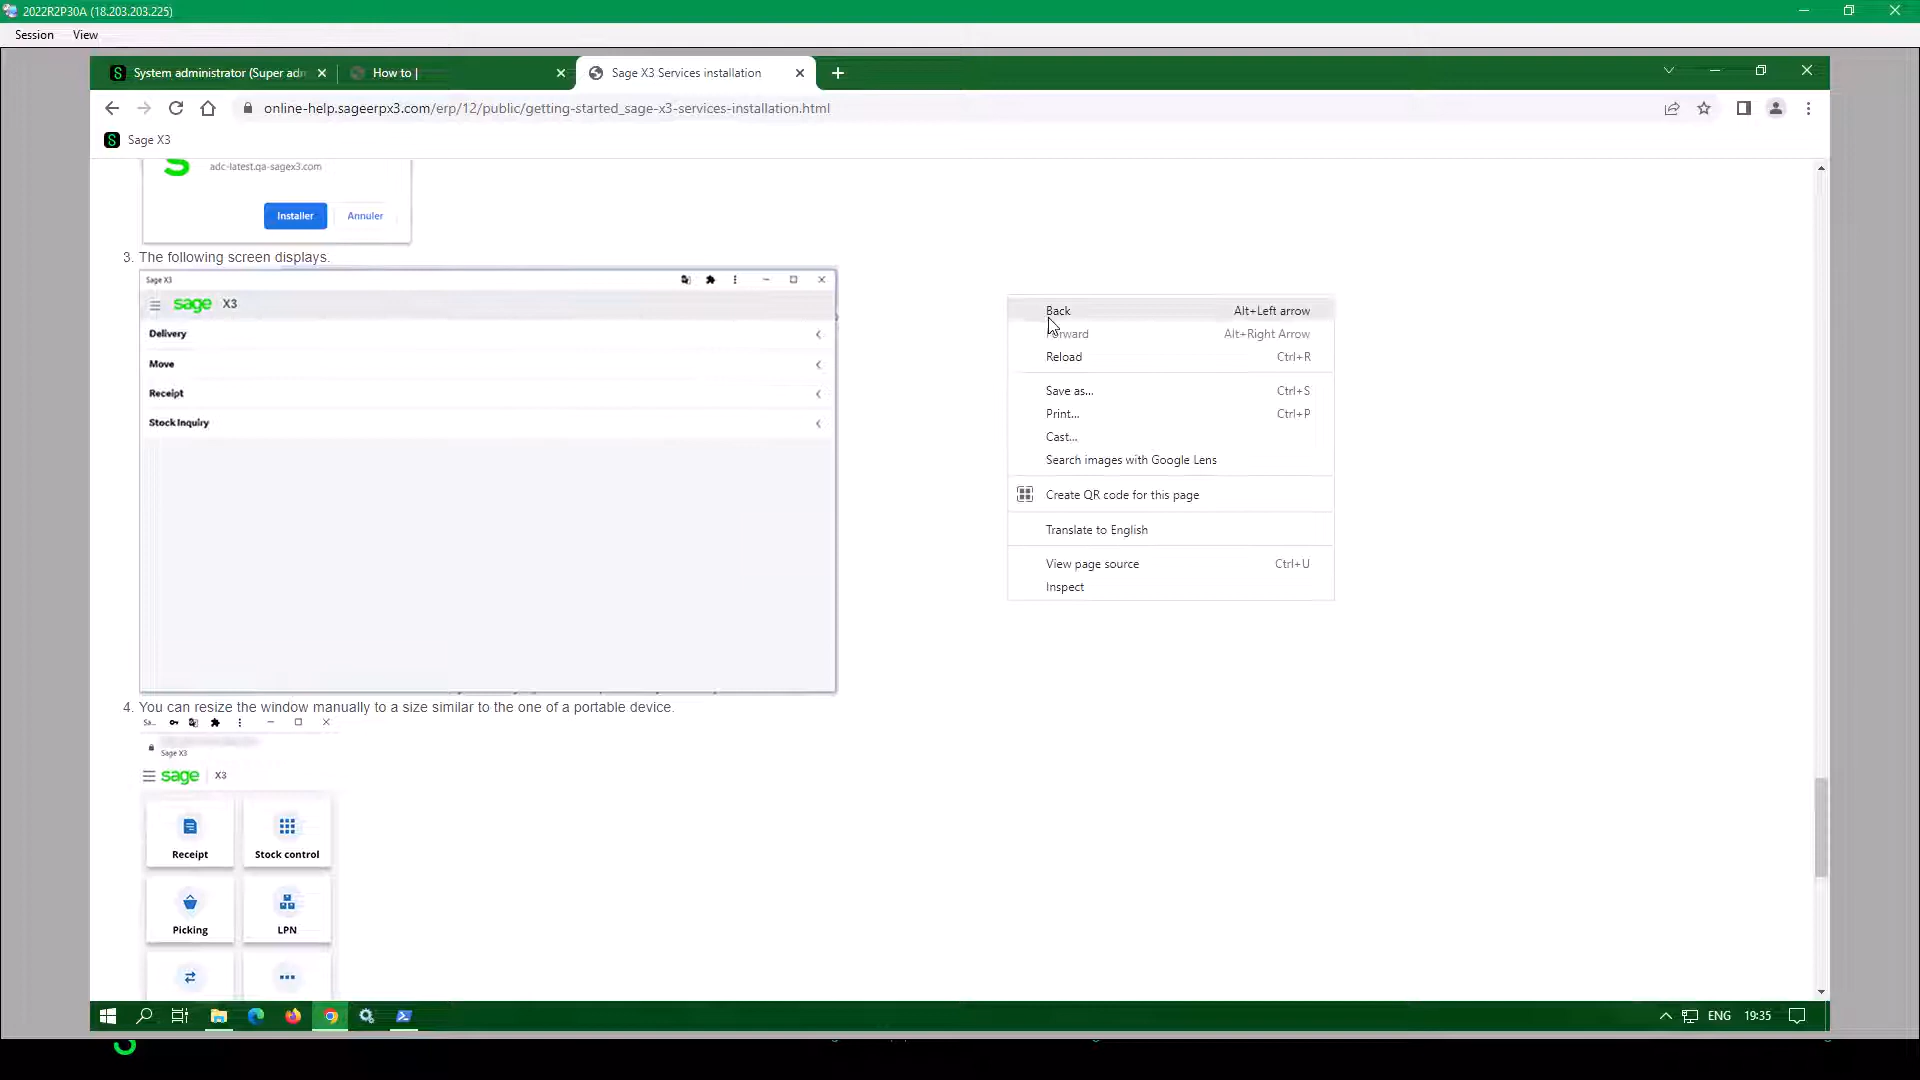 2022R2P30A (18.203.203.225)
Session View
System administrator (Super adr
How to |
Sage X3 Services installation
online-help.sageerpx3.com/erp/12/public/getting-started_sage-x3-services-installation.html
Sage X3
adc-latest.qa-sagex3.com
Installer Annuler
3. The following screen displays.
Sage X3
sage X3
Delivery
Move
Receipt
Stock Inquiry
Back Alt+Left arrow
Forward Alt+Right Arrow
Reload Ctrl+R
Save as... Ctrl+S
Print... Ctrl+P
Cast...
Search images with Google Lens
Create QR code for this page
Translate to English
View page source Ctrl+U
Inspect
4. You can resize the window manually to a size similar to the one of a portable device.
Sa...
Sage X3
sage X3
Receipt Stock control
Picking LPN
ENG 19:35